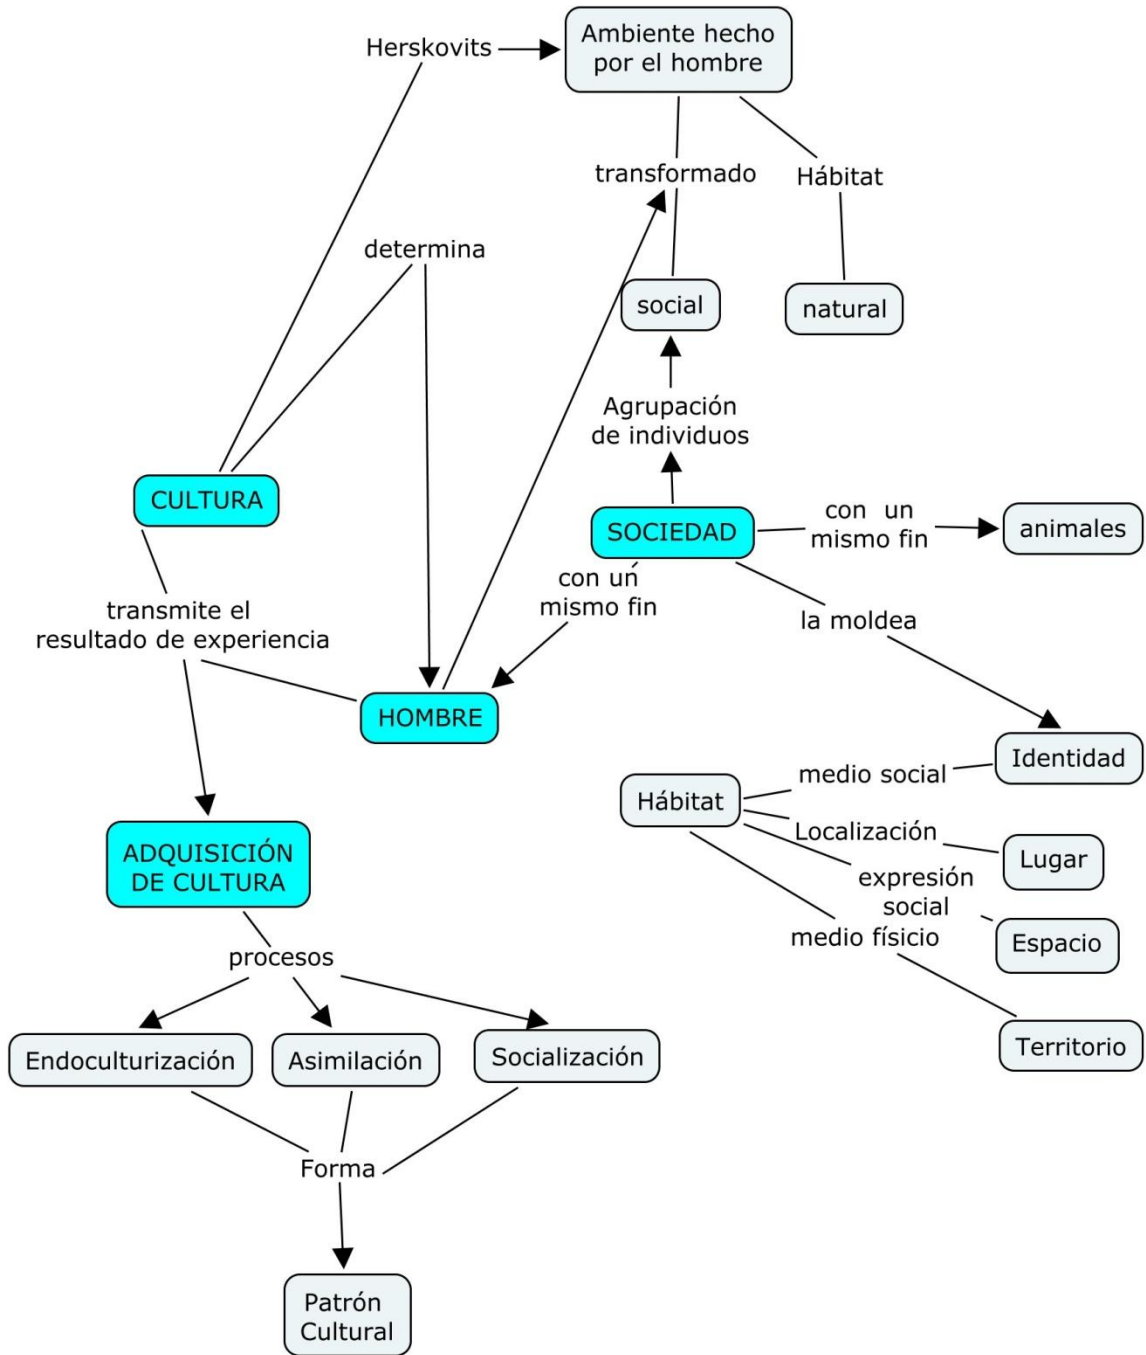 Herskovits
Ambiente hecho
por el hombre
transformado
Hábitat
determina
social
natural
Agrupación
de individuos
CULTURA
SOCIEDAD
con un
mismo fin
animales
con un
mismo fin
transmite el
resultado de experiencia
la moldea
HOMBRE
Identidad
medio social
Hábitat
Localización
Lugar
expresión
social
Espacio
medio físicio
Territorio
ADQUISICIÓN
DE CULTURA
procesos
Endoculturización
Asimilación
Socialización
Forma
Patrón
Cultural